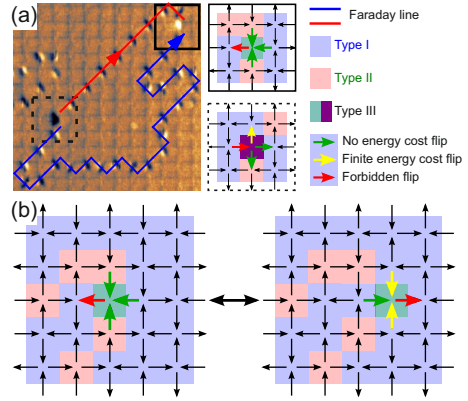 (a)
Faraday line
Type I
Type II
Type III
No energy cost flip
Finite energy cost flip
Forbidden flip
(b)